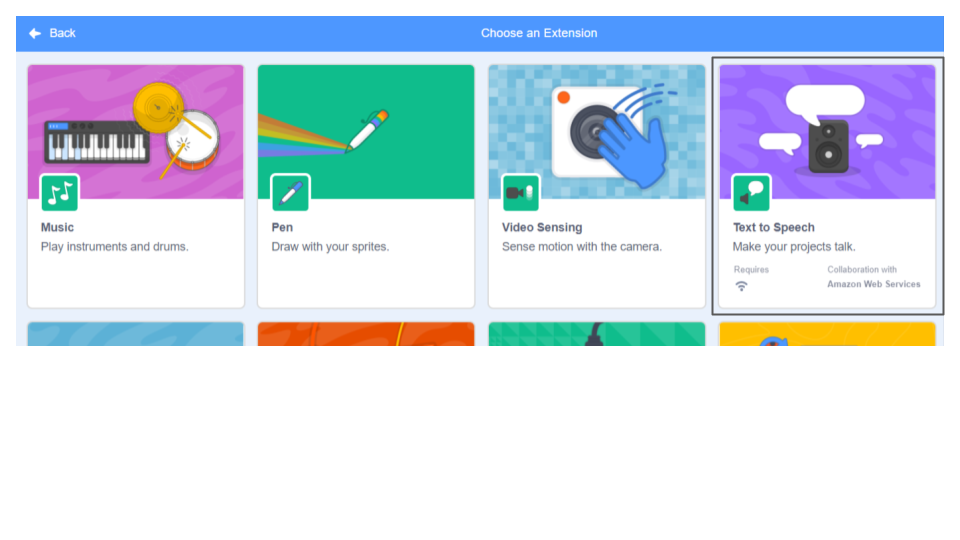 Back
Choose an Extension
Music
Play instruments and drums.
Pen
Draw with your sprites.
Video Sensing
Sense motion with the camera.
Text to Speech
Make your projects talk.
Requires
Collaboration with
Amazon Web Services